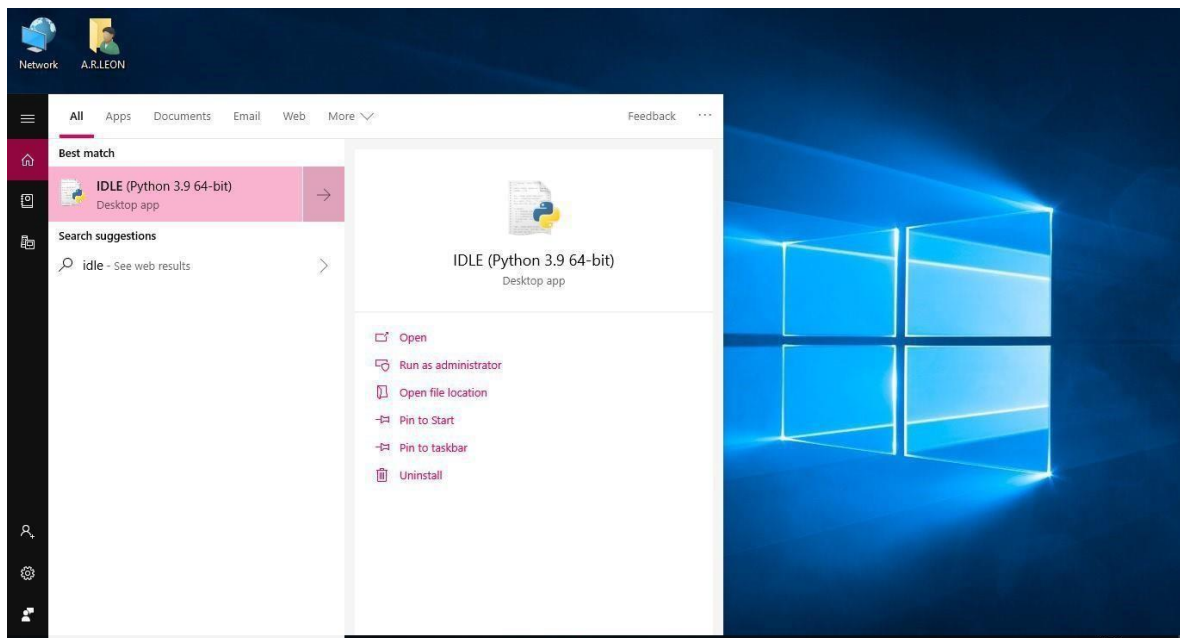 Network
A.R.LEON
All Apps Documents Email Web More Feedback ...
Best match
IDLE (Python 3.9 64-bit)
Desktop app
Search suggestions
idle - See web results
IDLE (Python 3.9 64-bit)
Desktop app
Open
Run as administrator
Open file location
Pin to Start
Pin to taskbar
Uninstall